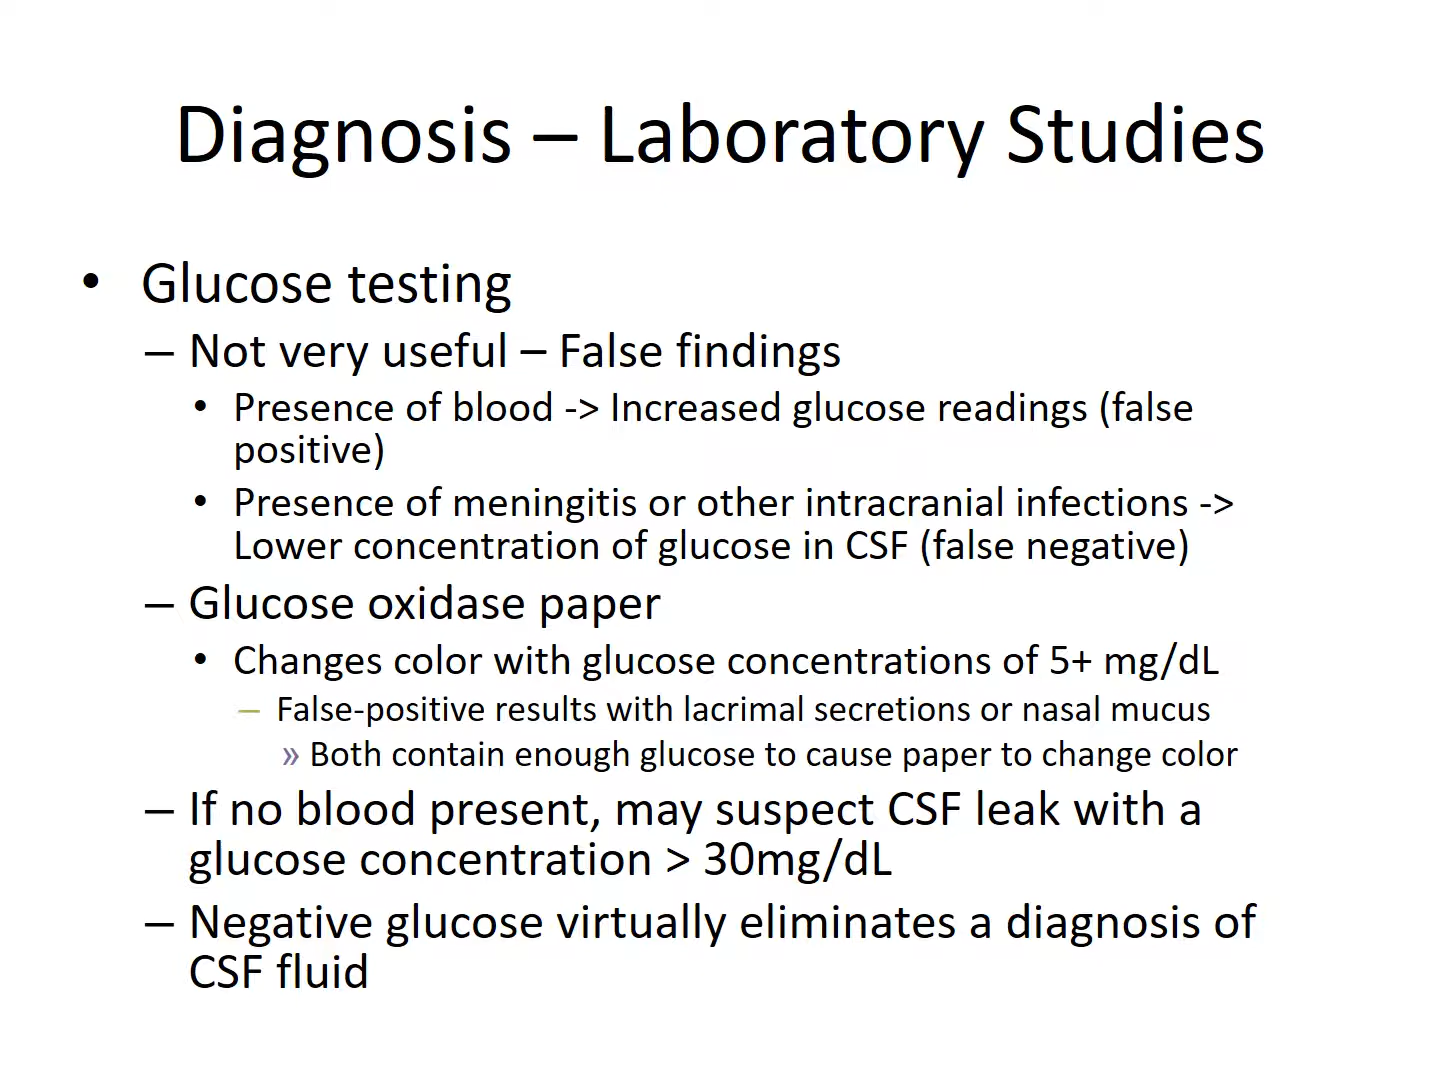 Diagnosis – Laboratory Studies
• Glucose testing
– Not very useful – False findings
• Presence of blood -> Increased glucose readings (false
positive)
• Presence of meningitis or other intracranial infections ->
Lower concentration of glucose in CSF (false negative)
– Glucose oxidase paper
• Changes color with glucose concentrations of 5+ mg/dL
– False-positive results with lacrimal secretions or nasal mucus
» Both contain enough glucose to cause paper to change color
– If no blood present, may suspect CSF leak with a
glucose concentration > 30mg/dL
– Negative glucose virtually eliminates a diagnosis of
CSF fluid